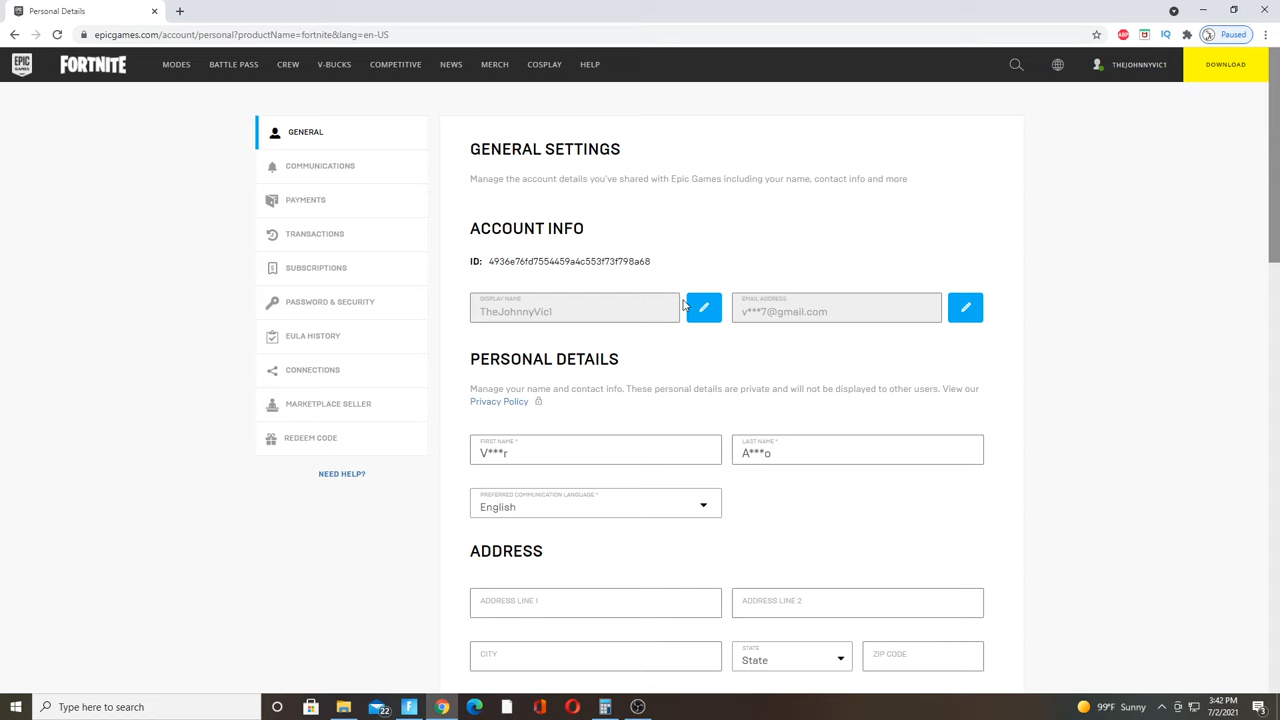 Personal Details
epicgames.com/account/personal?productName=fortnite&lang=en-US
ABP
IQ
Paused
EPIC GAMES
FORTNITE
MODES
BATTLE PASS
CREW
V-BUCKS
COMPETITIVE
NEWS
MERCH
COSPLAY
HELP
THEJOHNNYVIC1
DOWNLOAD
GENERAL
COMMUNICATIONS
PAYMENTS
TRANSACTIONS
SUBSCRIPTIONS
PASSWORD & SECURITY
EULA HISTORY
CONNECTIONS
MARKETPLACE SELLER
REDEEM CODE
NEED HELP?
GENERAL SETTINGS
Manage the account details you've shared with Epic Games including your name, contact info and more
ACCOUNT INFO
ID: 4936e76fd7554459a4c553f73f798a68
DISPLAY NAME
TheJohnnyVic1
EMAIL ADDRESS
v***7@gmail.com
PERSONAL DETAILS
Manage your name and contact info. These personal details are private and will not be displayed to other users. View our
Privacy Policy
FIRST NAME *
V***r
LAST NAME *
A***o
PREFERRED COMMUNICATION LANGUAGE *
English
ADDRESS
ADDRESS LINE 1
ADDRESS LINE 2
CITY
STATE
State
ZIP CODE
Type here to search
22
99°F Sunny
3:42 PM
7/2/2021
3